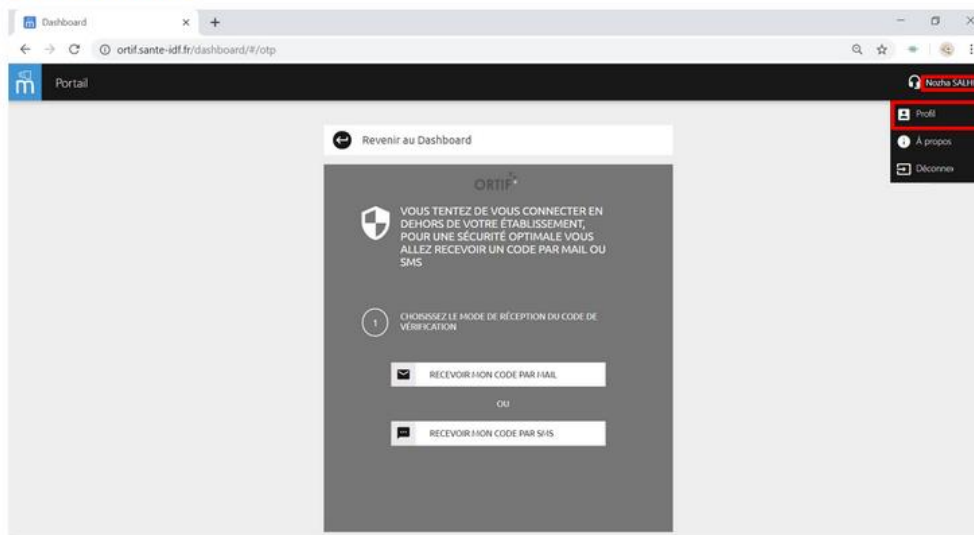 Dashboard
ortif.sante-idf.fr/dashboard/#/otp
Portail
Nozha SALHI
Profil
À propos
Déconnex
Revenir au Dashboard
ORTIF
VOUS TENTEZ DE VOUS CONNECTER EN
DEHORS DE VOTRE ÉTABLISSEMENT,
POUR UNE SÉCURITÉ OPTIMALE VOUS
ALLEZ RECEVOIR UN CODE PAR MAIL OU
SMS
1
CHOISISSEZ LE MODE DE RÉCEPTION DU CODE DE
VÉRIFICATION
RECEVOIR MON CODE PAR MAIL
OU
RECEVOIR MON CODE PAR SMS